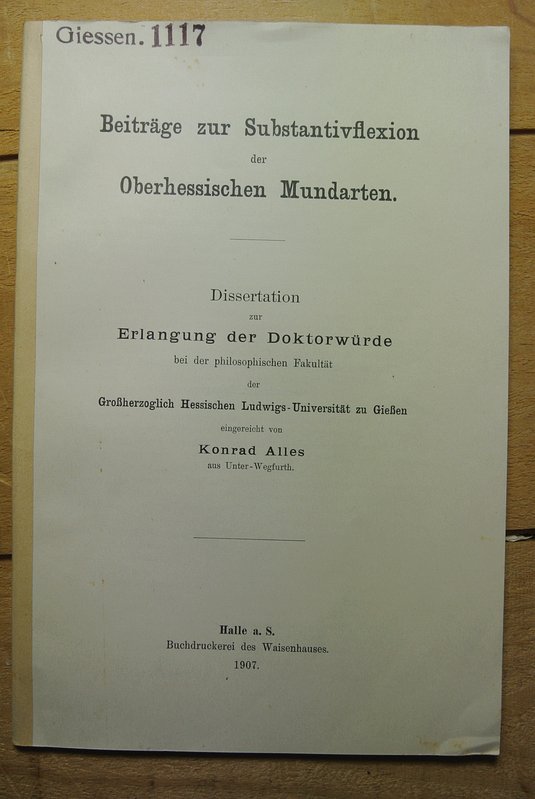 Giessen. 1117
Beiträge zur Substantivflexion
der
Oberhessischen Mundarten.
Dissertation
zur
Erlangung der Doktorwürde
bei der philosophischen Fakultät
der
Großherzoglich Hessischen Ludwigs-Universität zu Gießen
eingereicht von
Konrad Alles
aus Unter-Wegfurth.
Halle a. S.
Buchdruckerei des Waisenhauses.
1907.